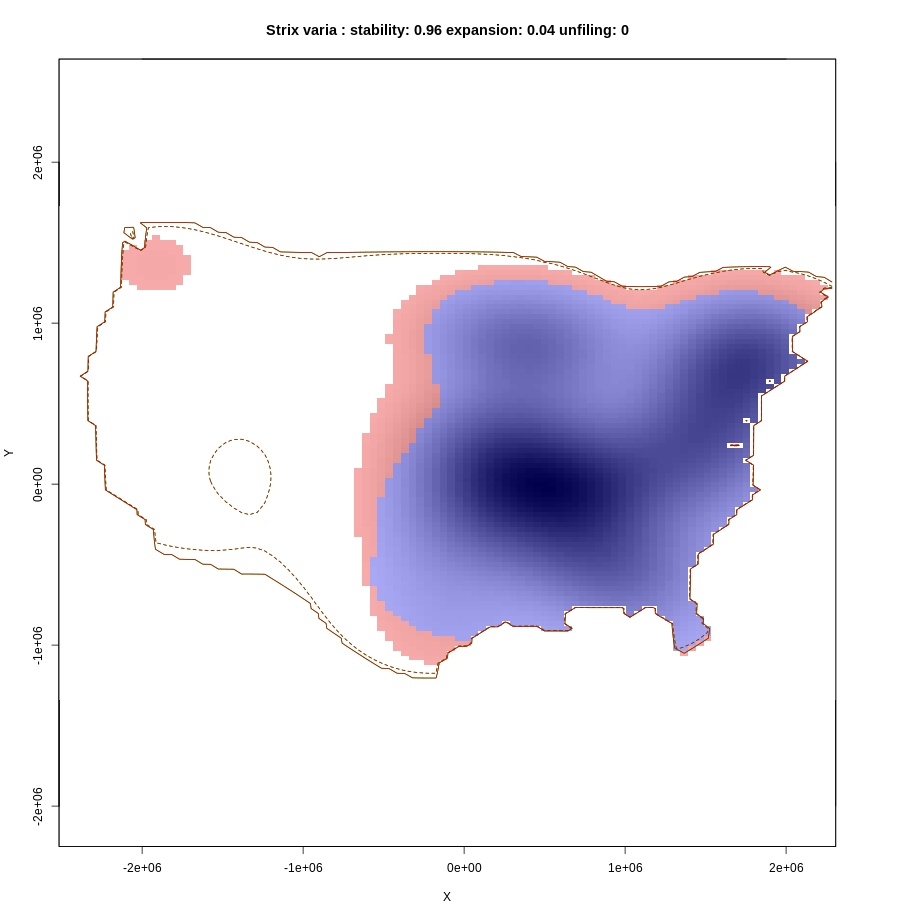 Strix varia : stability: 0.96 expansion: 0.04 unfiling: 0
2e+06
1e+06
0e+00
-1e+06
-2e+06
Y
-2e+06 -1e+06 0e+00 1e+06 2e+06
X